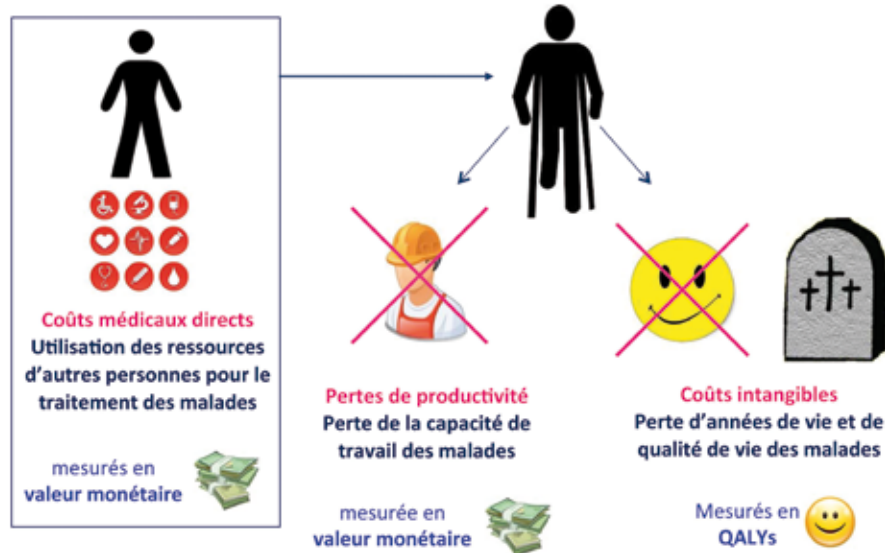 Coûts médicaux directs
Utilisation des ressources
d'autres personnes pour le
traitement des malades
mesurés en
valeur monétaire
Pertes de productivité
Perte de la capacité de
travail des malades
mesurée en
valeur monétaire
Coûts intangibles
Perte d'années de vie et de
qualité de vie des malades
Mesurés en
QALYs